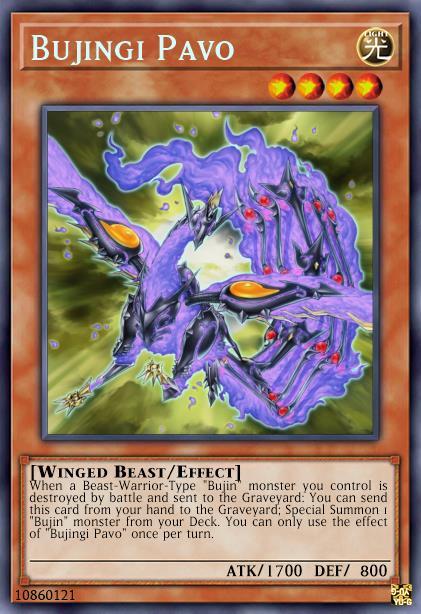 Bujingi Pavo
LIGHT
光
[Winged Beast/Effect]
When a Beast-Warrior-Type "Bujin" monster you control is
destroyed by battle and sent to the Graveyard: You can send
this card from your hand to the Graveyard; Special Summon 1
"Bujin" monster from your Deck. You can only use the effect
of "Bujingi Pavo" once per turn.
ATK/1700 DEF/ 800
10860121